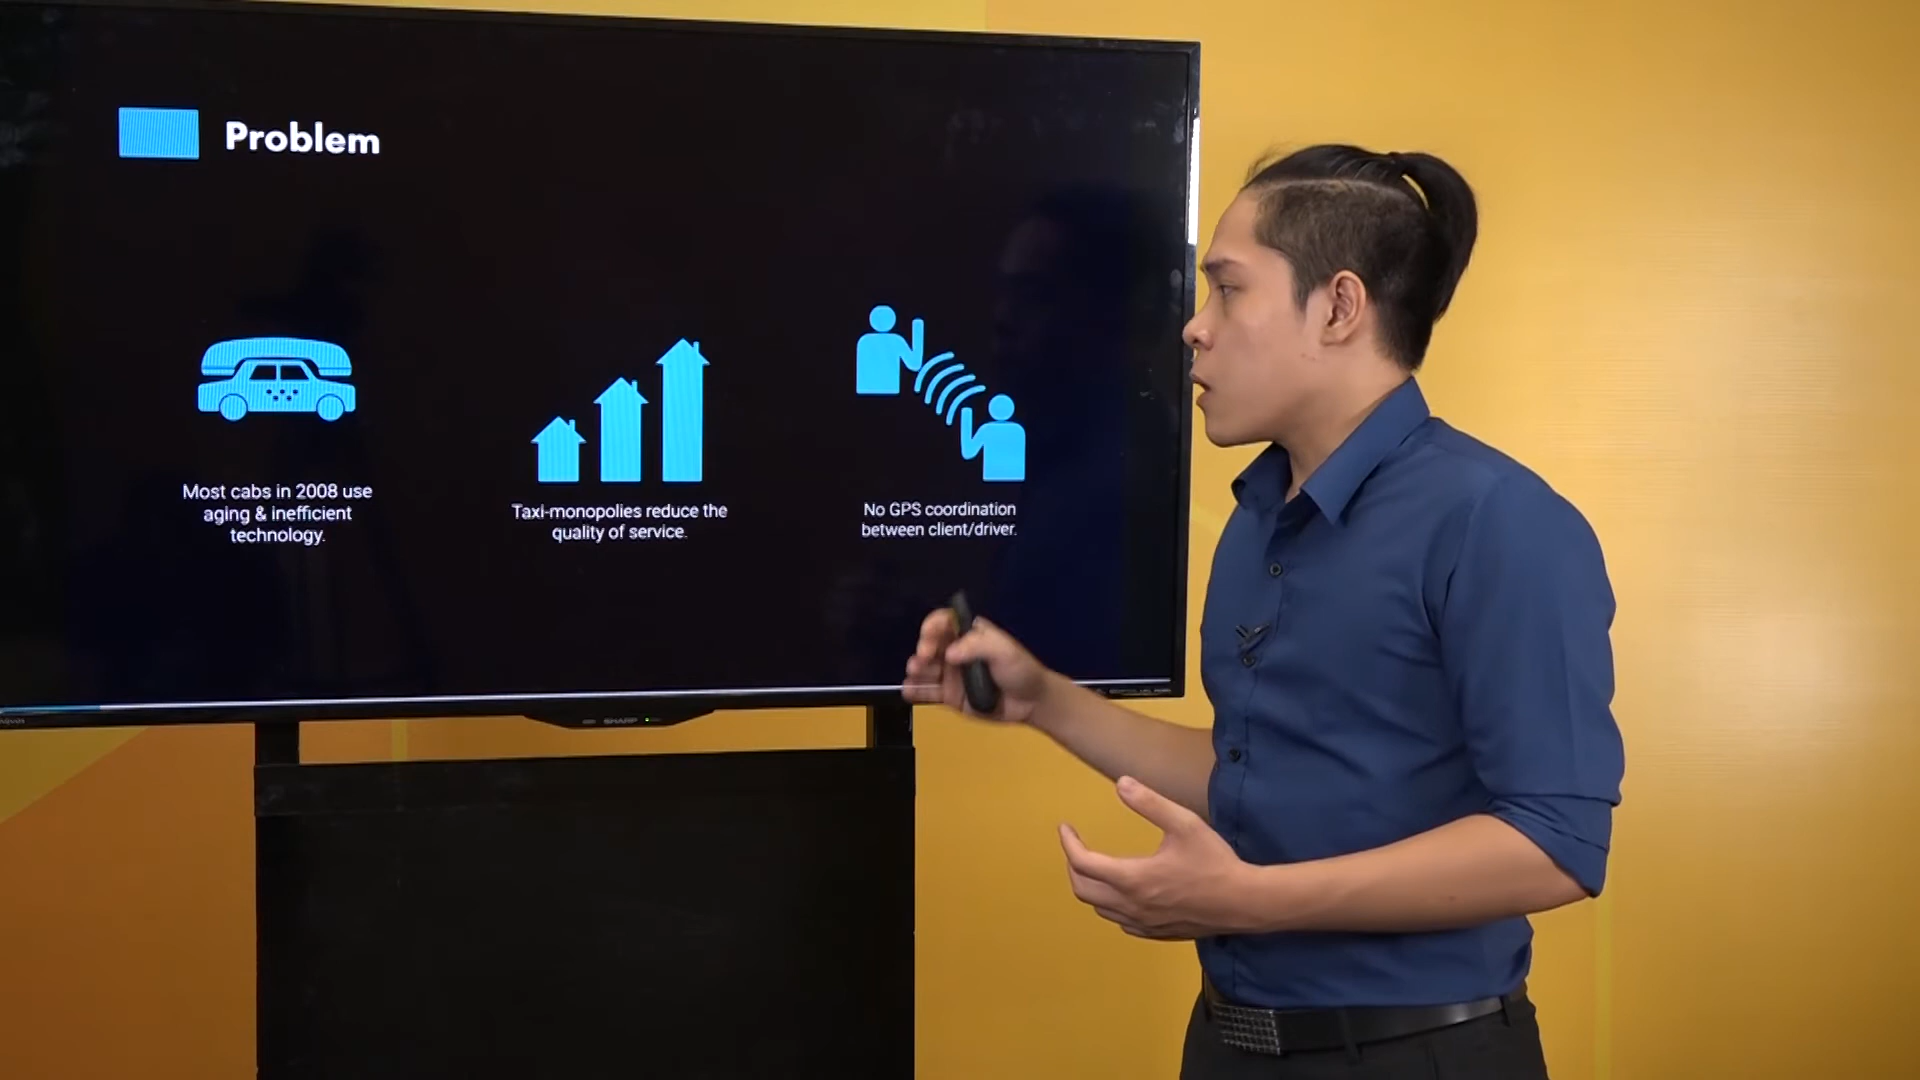 Problem
Most cabs in 2008 use
aging & inefficient
technology.
Taxi-monopolies reduce the
quality of service.
No GPS coordination
between client/driver.
SHARP